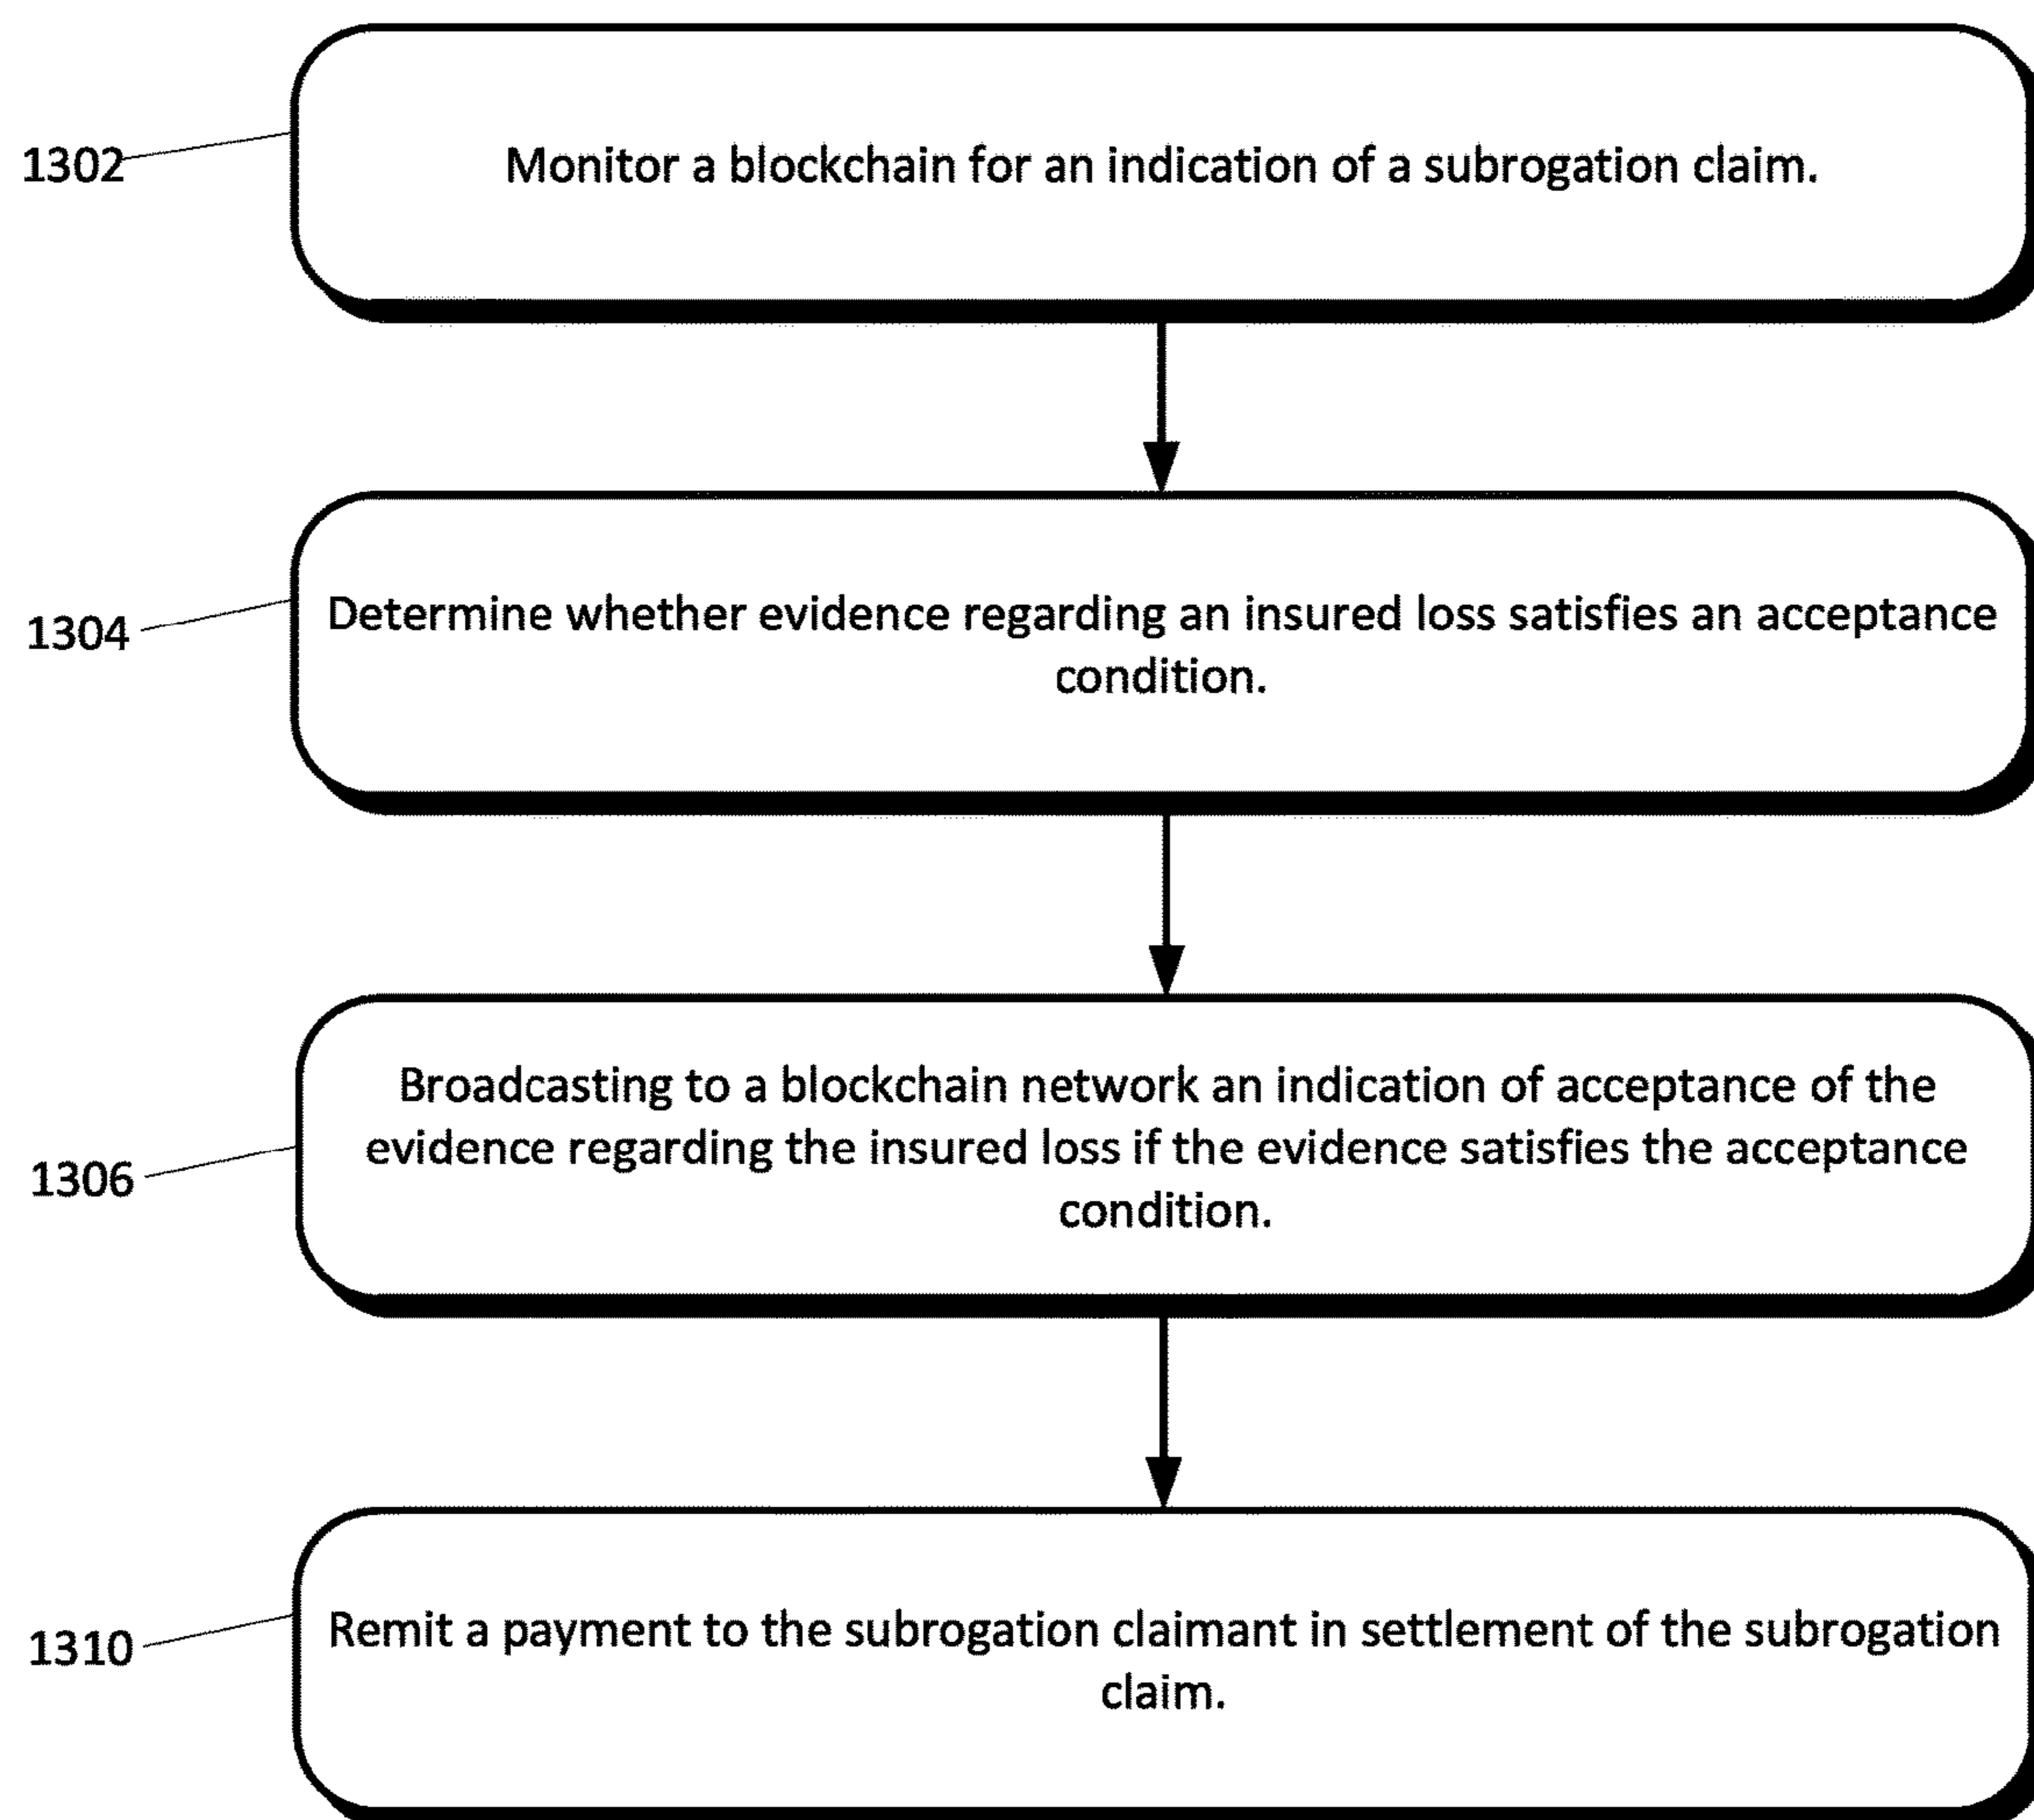 1302
Monitor a blockchain for an indication of a subrogation claim.
1304
Determine whether evidence regarding an insured loss satisfies an acceptance
condition.
1306
Broadcasting to a blockchain network an indication of acceptance of the
evidence regarding the insured loss if the evidence satisfies the acceptance
condition.
1310
Remit a payment to the subrogation claimant in settlement of the subrogation
claim.